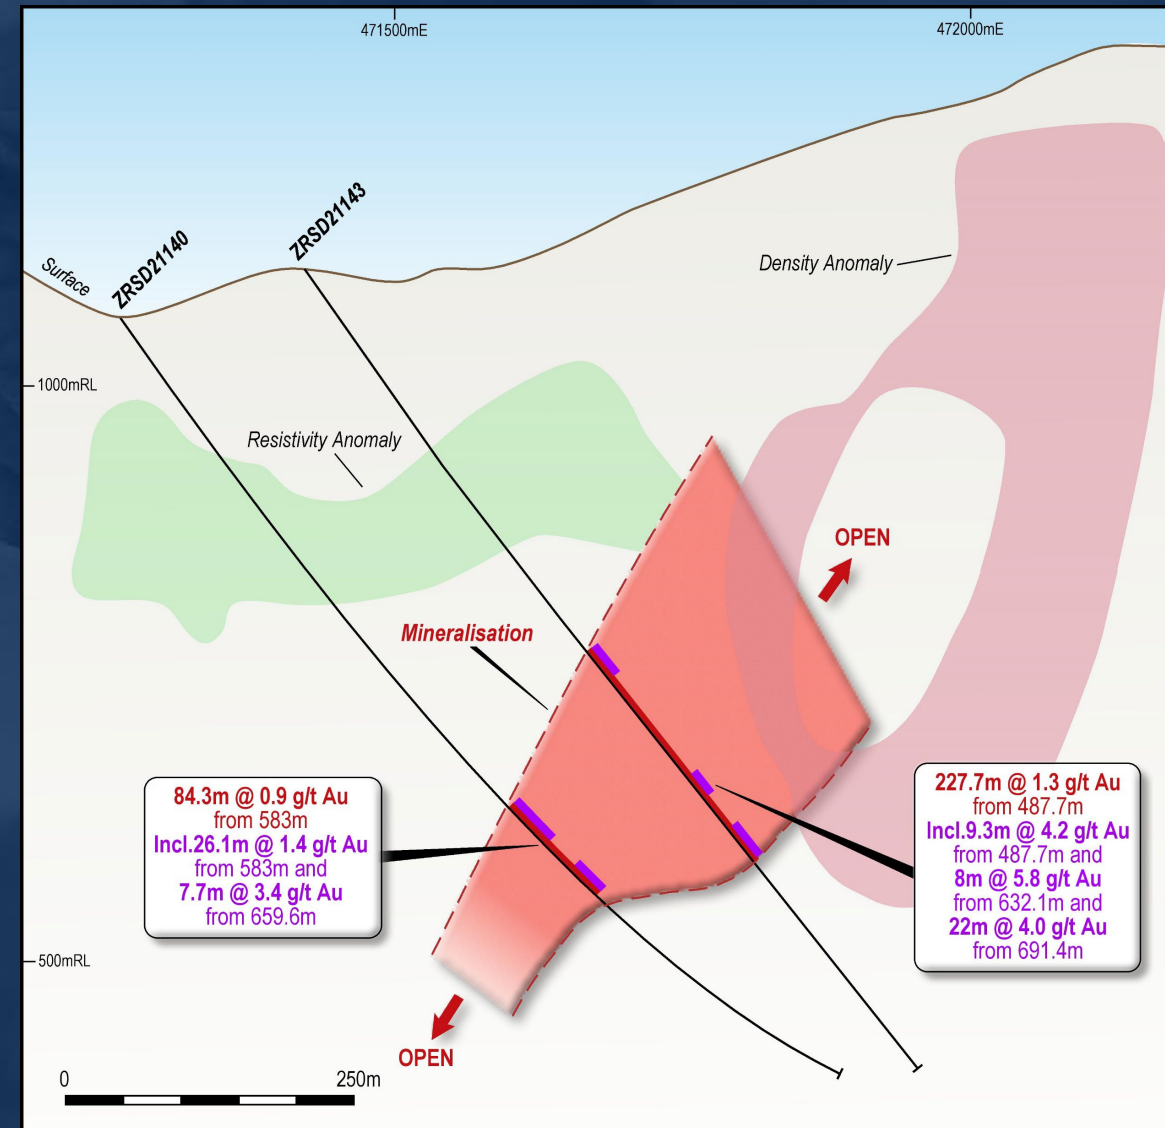 471500mE
472000mE
ZRSD21143
ZRSD21140
Surface
Density Anomaly
1000mRL
Resistivity Anomaly
OPEN
Mineralisation
84.3m @ 0.9 g/t Au
from 583m
Incl.26.1m @ 1.4 g/t Au
from 583m and
7.7m @ 3.4 g/t Au
from 659.6m
227.7m @ 1.3 g/t Au
from 487.7m
Incl.9.3m @ 4.2 g/t Au
from 487.7m and
8m @ 5.8 g/t Au
from 632.1m and
22m @ 4.0 g/t Au
from 691.4m
500mRL
OPEN
0
250m